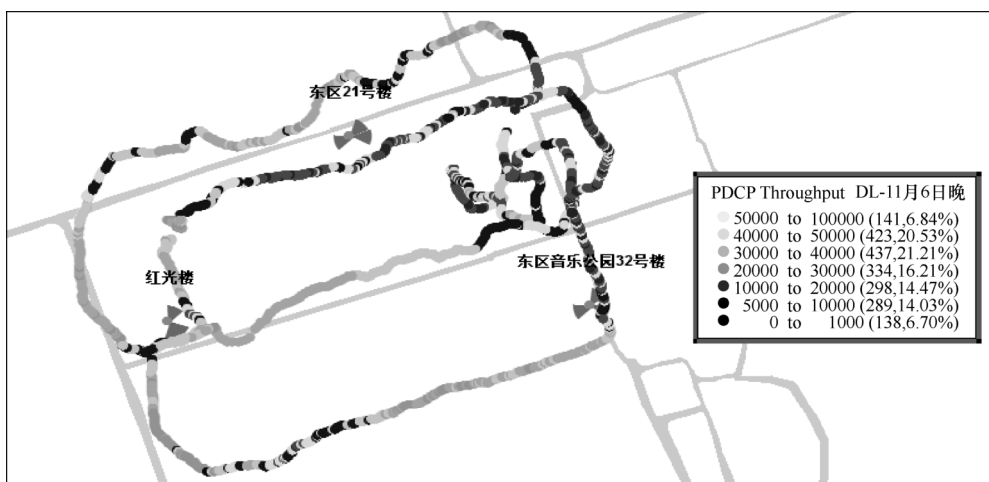 东区21号楼
红光楼
东区音乐公园32号楼
PDCP Throughput DL-11月6日晚
50000 to 100000 (141,6.84%)
40000 to 50000 (423,20.53%)
30000 to 40000 (437,21.21%)
20000 to 30000 (334,16.21%)
10000 to 20000 (298,14.47%)
5000 to 10000 (289,14.03%)
0 to 1000 (138,6.70%)